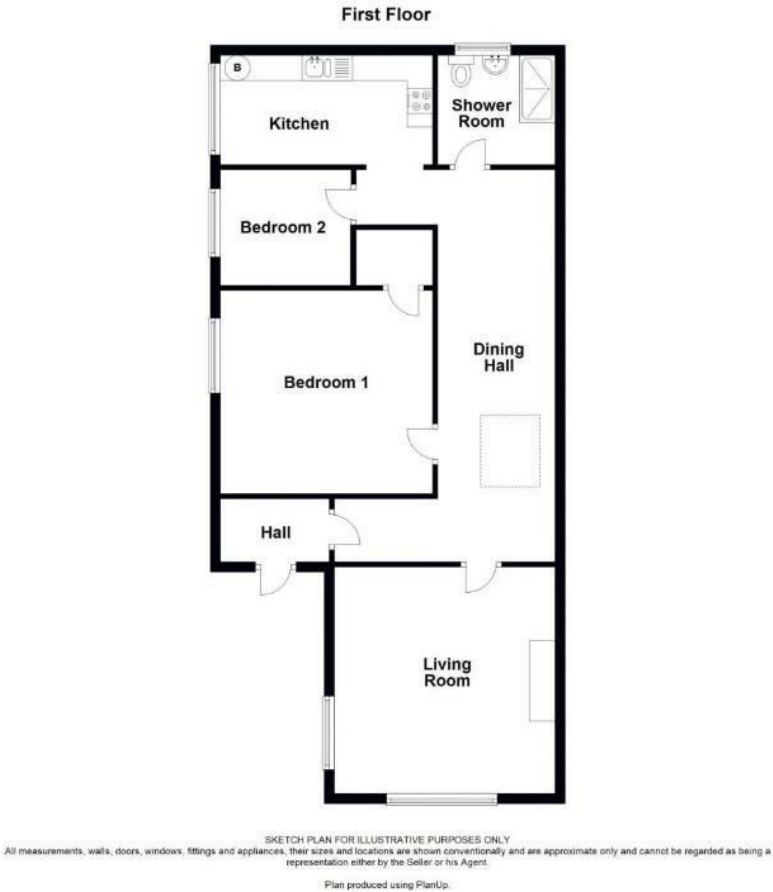 First Floor
B
Kitchen
Shower
Room
Bedroom 2
Dining
Hall
Bedroom 1
Hall
Living
Room
SKETCH PLAN FOR ILLUSTRATIVE PURPOSES ONLY
All measurements, walls, doors, windows, fittings and appliances, their sizes and locations are shown conventionally and are approximate only and cannot be regarded as being a
representation either by the Seller or his Agent.
Plan produced using PlanUp.